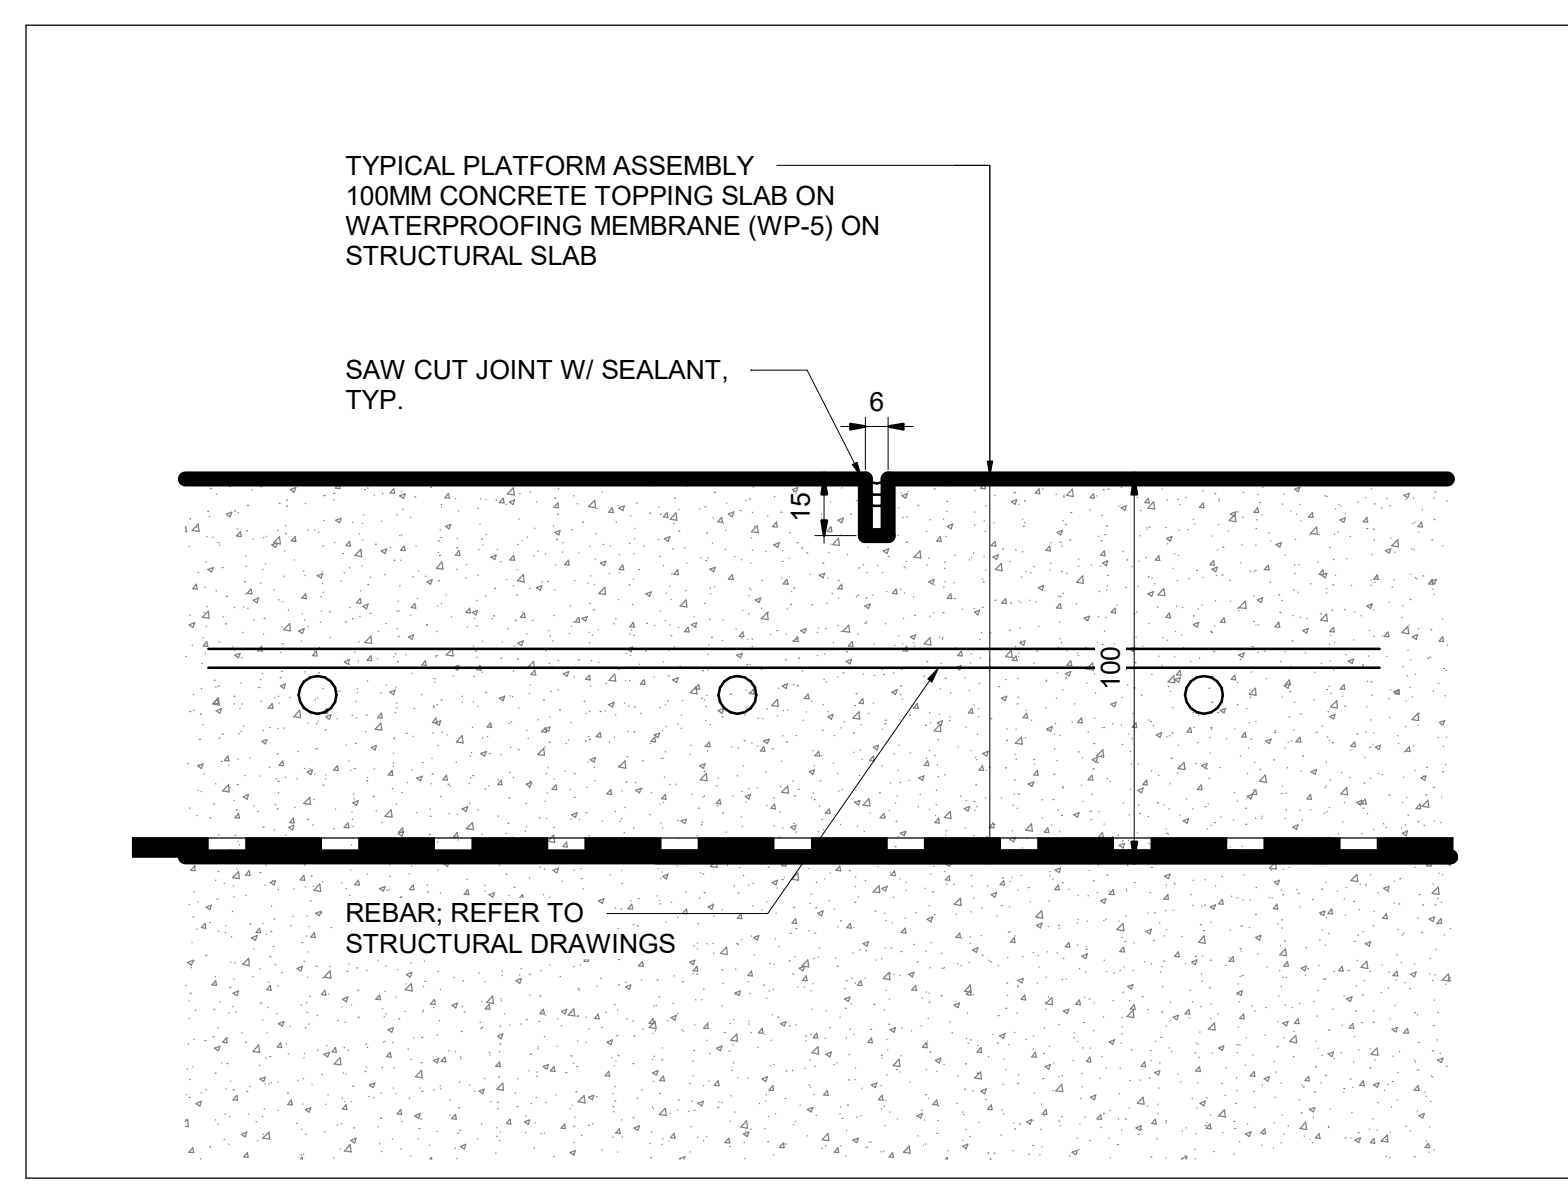 TYPICAL PLATFORM ASSEMBLY
100MM CONCRETE TOPPING SLAB ON
WATERPROOFING MEMBRANE (WP-5) ON
STRUCTURAL SLAB
SAW CUT JOINT W/ SEALANT,
TYP.
6
15
100
REBAR; REFER TO
STRUCTURAL DRAWINGS